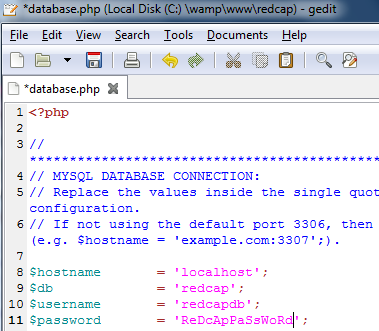 *database.php (Local Disk (C:) \wamp\www\redcap) - gedit
File Edit View Search Tools Documents Help
*database.php
1 <?php
2
3 //
**************************************************
4 // MYSQL DATABASE CONNECTION:
5 // Replace the values inside the single quot
configuration.
6 // If not using the default port 3306, then
(e.g. $hostname = 'example.com:3307';).
7
8 $hostname = 'localhost';
9 $db = 'redcap';
10 $username = 'redcapdb';
11 $password = 'ReDcApPaSsWoRd';